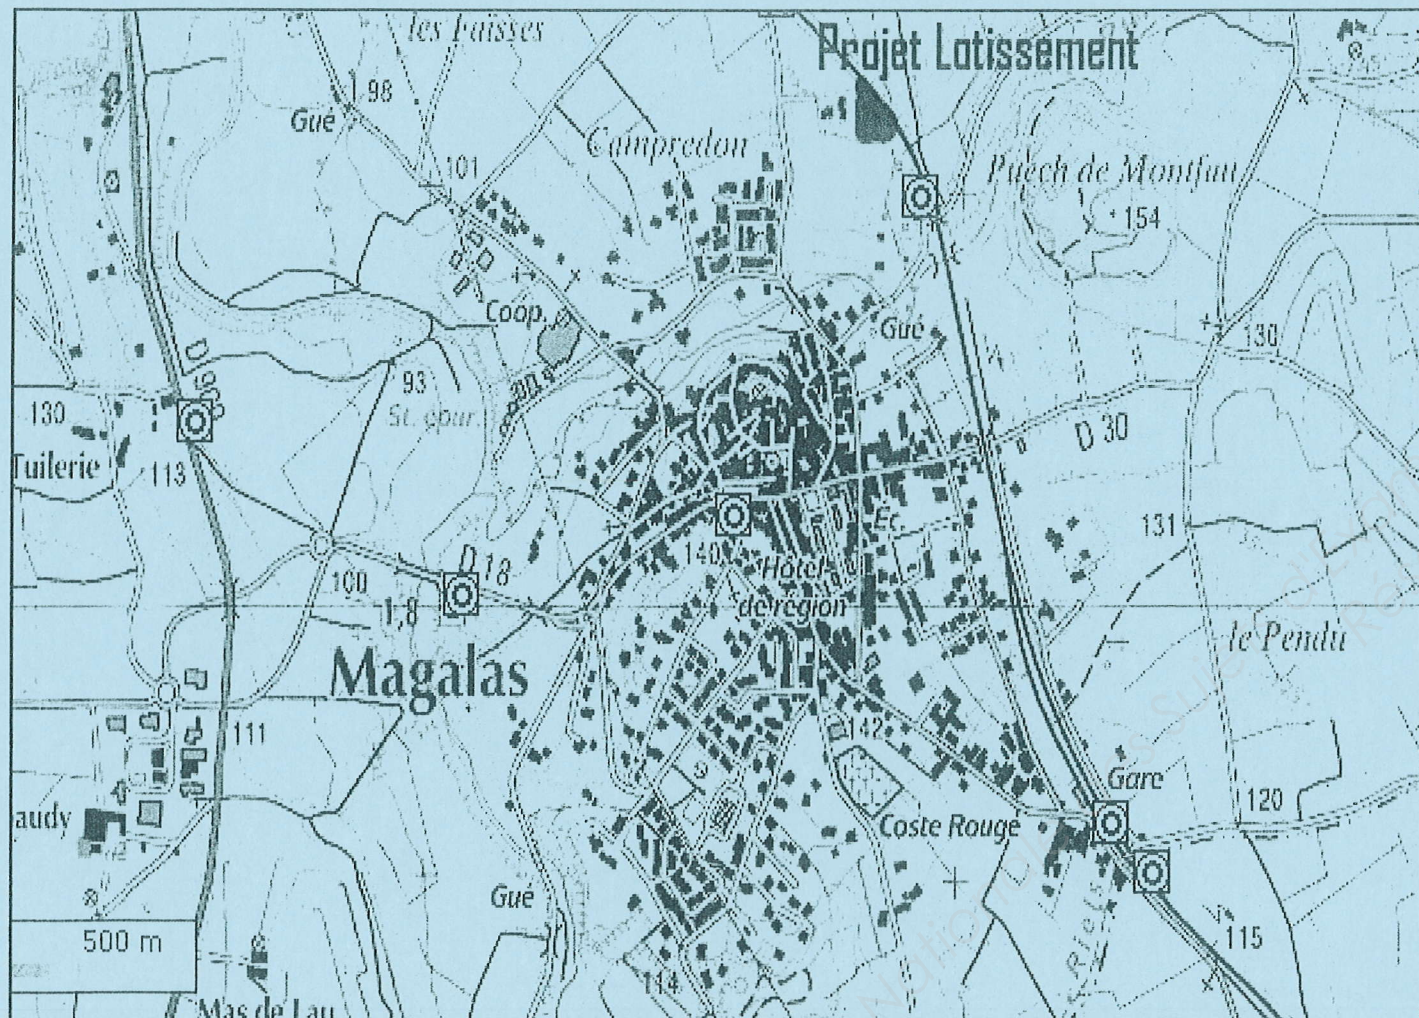 les Faisses
Projet Lotissement
1,98
Gué
Campredon
101
Puech de Montfau
154
Coop.
Gué
130
93
D 30
St. épur.
130
D 909
Tuilerie
113
Ec.
131
140
Hôtel
de région
D 18
100
1,8
le Pendu
Magalas
111
142
Gare
120
audy
Coste Rouge
Gué
500 m
115
114
Mas de Lau